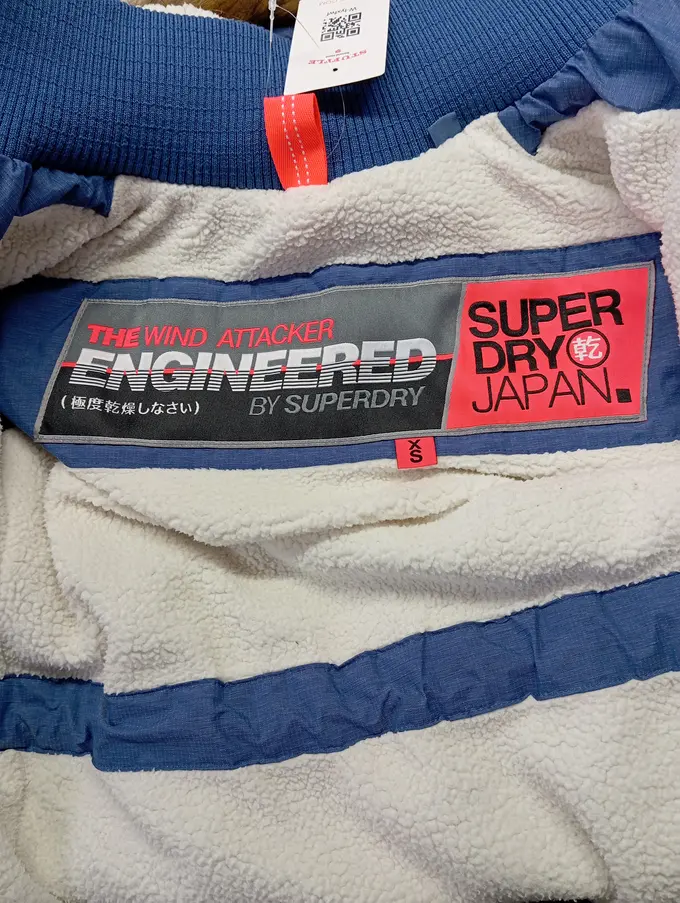 THE WIND ATTACKER
ENGINEERED
(極度乾燥しなさい)
BY SUPERDRY
SUPER
DRY乾
JAPAN.
XS